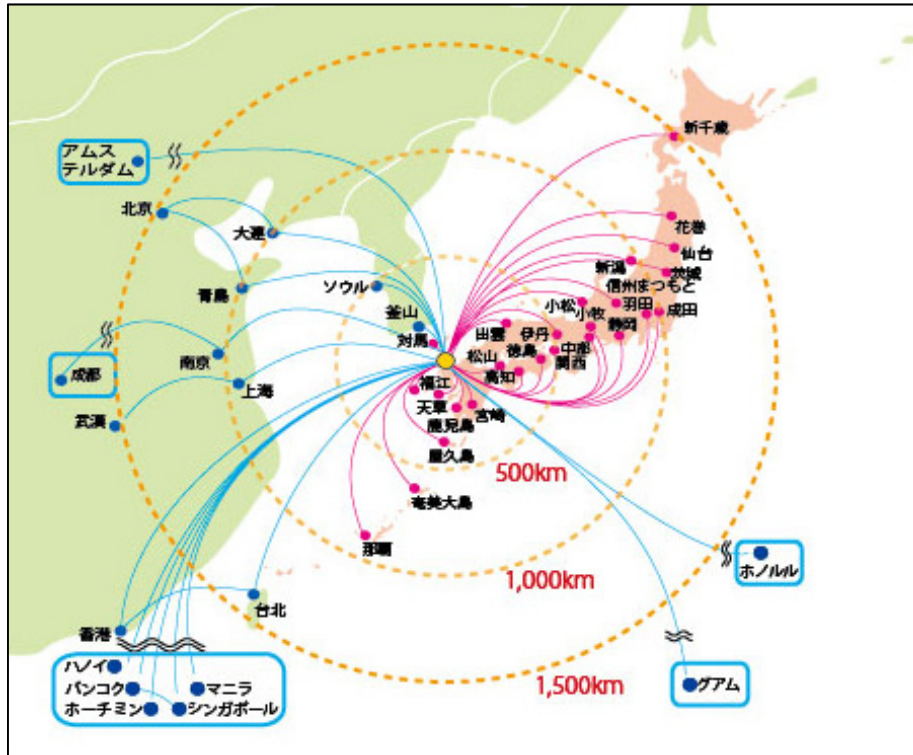 新千歳
アムス
テルダム
北京
花巻
大連
仙台
新潟
茨城
青島
ソウル
信州まつもと
小松
羽田
成田
釜山
小牧
静岡
対馬
出雲
伊丹
中部
南京
松山
徳島
関西
成都
高知
上海
福江
天草
宮崎
武漢
鹿児島
屋久島
500km
奄美大島
那覇
ホノルル
1,000km
台北
香港
ハノイ
バンコク
マニラ
1,500km
グアム
ホーチミン
シンガポール